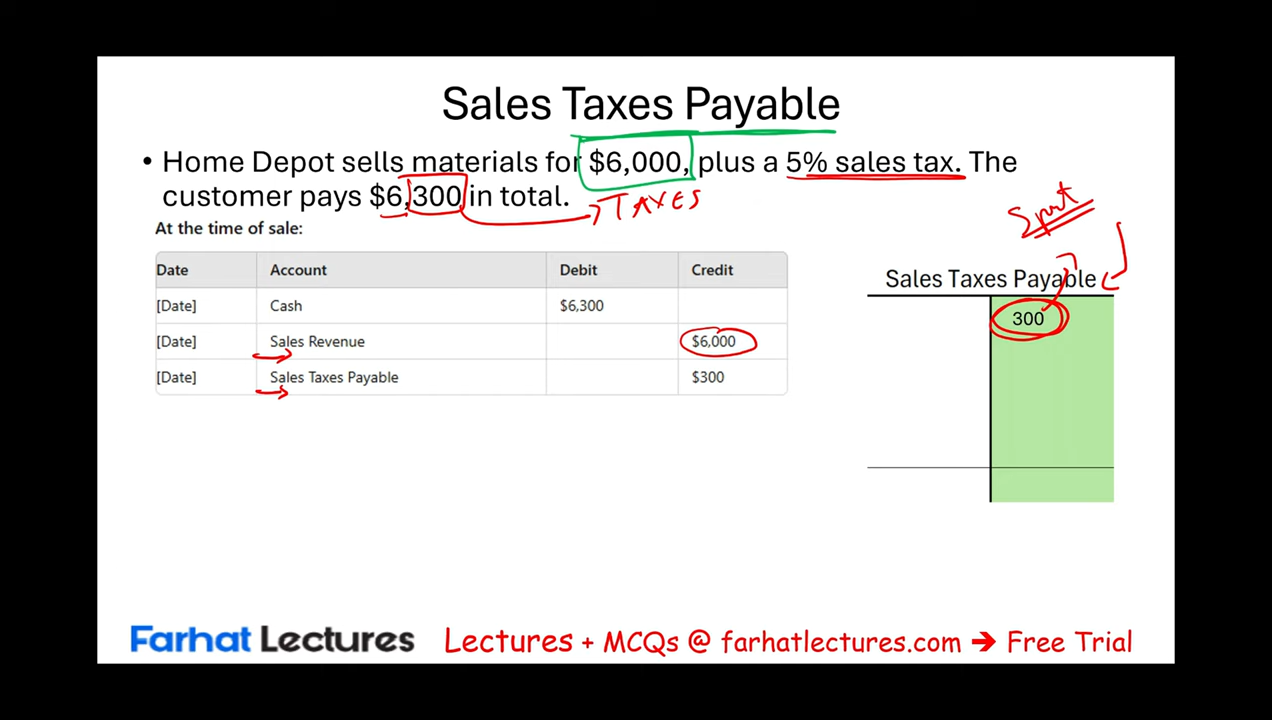 Sales Taxes Payable
• Home Depot sells materials for $6,000, plus a 5% sales tax. The
customer pays $6,300 in total.
TAXES
At the time of sale:
Date Account Debit Credit
[Date] Cash $6,300
[Date] Sales Revenue $6,000
[Date] Sales Taxes Payable $300
Sales Taxes Payable
300
Farhat Lectures Lectures + MCQs @ farhatlectures.com ➔ Free Trial